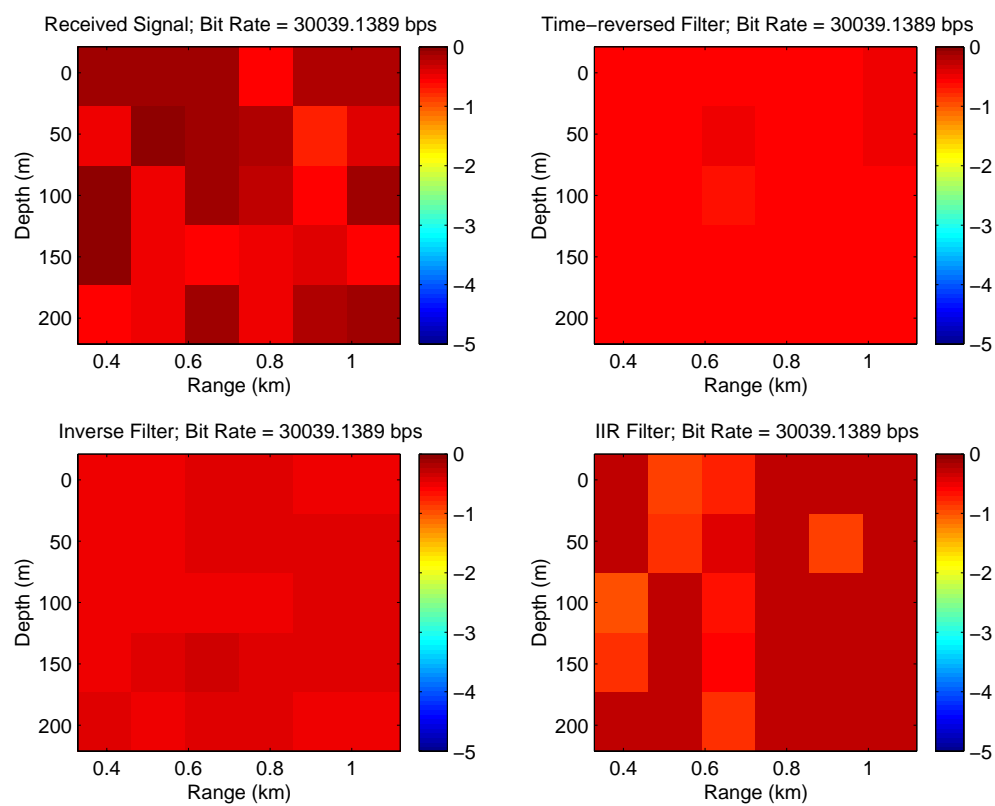 Received Signal; Bit Rate = 30039.1389 bps
0
50
100
150
200
Depth (m)
0.4 0.6 0.8 1
Range (km)
0
−1
−2
−3
−4
−5
Time−reversed Filter; Bit Rate = 30039.1389 bps
0
50
100
150
200
Depth (m)
0.4 0.6 0.8 1
Range (km)
0
−1
−2
−3
−4
−5
Inverse Filter; Bit Rate = 30039.1389 bps
0
50
100
150
200
Depth (m)
0.4 0.6 0.8 1
Range (km)
0
−1
−2
−3
−4
−5
IIR Filter; Bit Rate = 30039.1389 bps
0
50
100
150
200
Depth (m)
0.4 0.6 0.8 1
Range (km)
0
−1
−2
−3
−4
−5